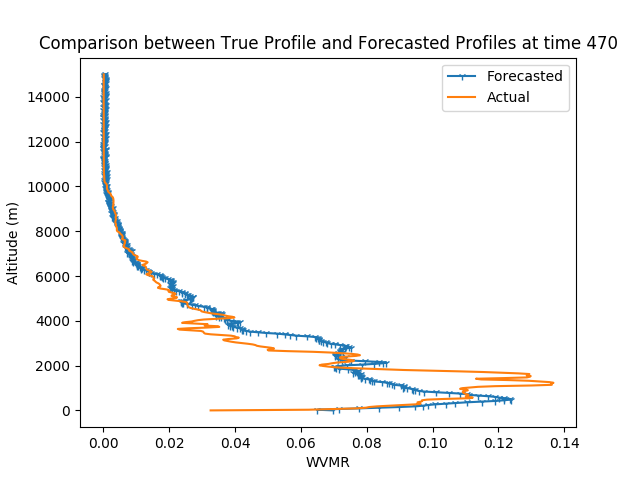 Comparison between True Profile and Forecasted Profiles at time 470
Forecasted
Actual
14000
12000
10000
8000
6000
4000
2000
0
Altitude (m)
0.00 0.02 0.04 0.06 0.08 0.10 0.12 0.14
WVMR